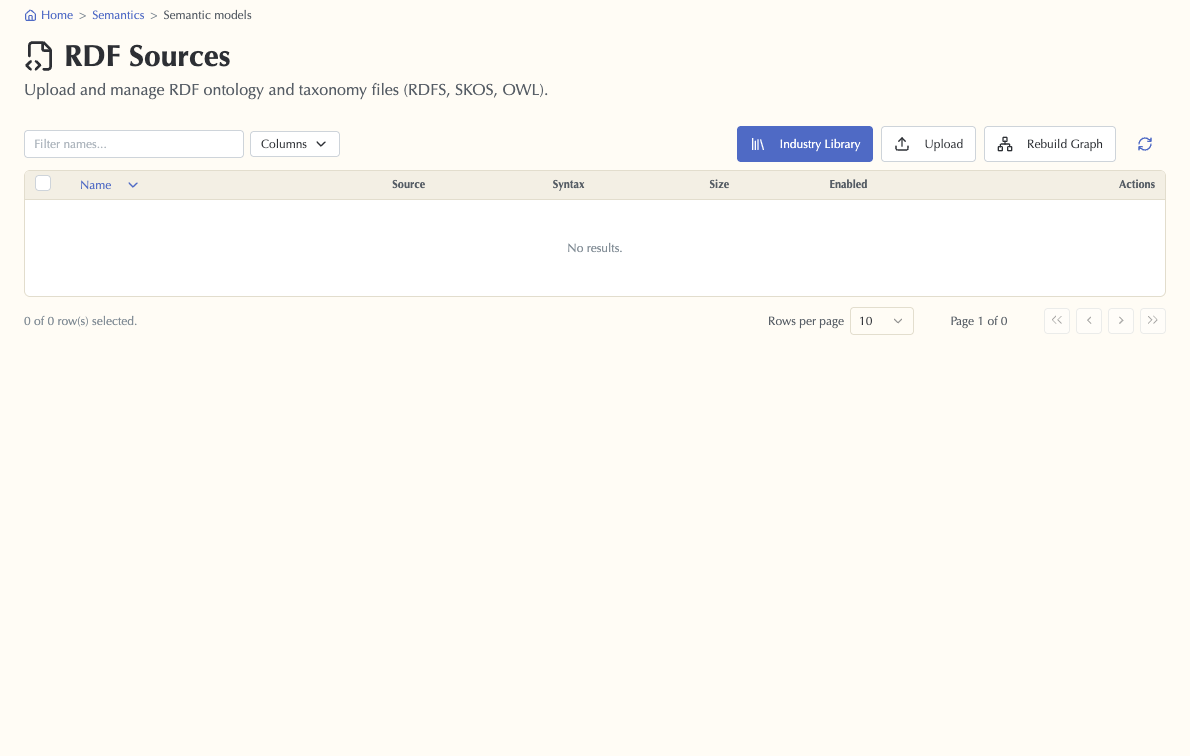 Home > Semantics > Semantic models
RDF Sources
Upload and manage RDF ontology and taxonomy files (RDFS, SKOS, OWL).
Filter names...
Columns
Industry Library
Upload
Rebuild Graph
Name Source Syntax Size Enabled Actions
No results.
0 of 0 row(s) selected.
Rows per page 10
Page 1 of 0